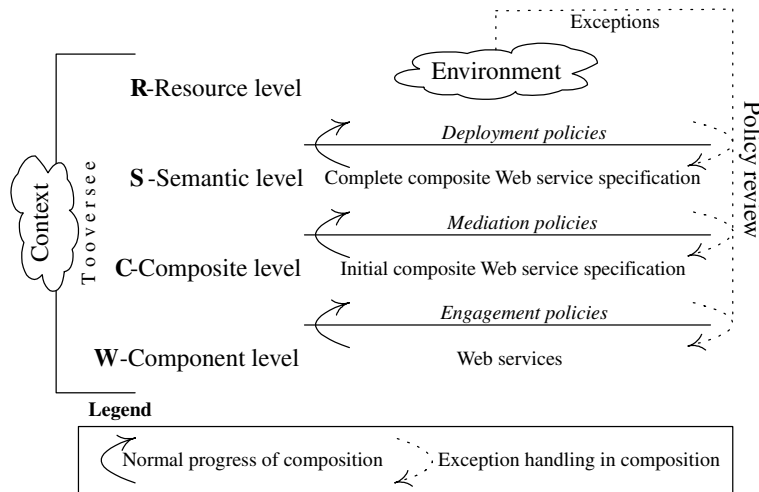 Exceptions
Environment
R-Resource level
Deployment policies
Policy review
Context
Tooversee
S -Semantic level
Complete composite Web service specification
Mediation policies
C-Composite level
Initial composite Web service specification
Engagement policies
W-Component level
Web services
Legend
Normal progress of composition
Exception handling in composition